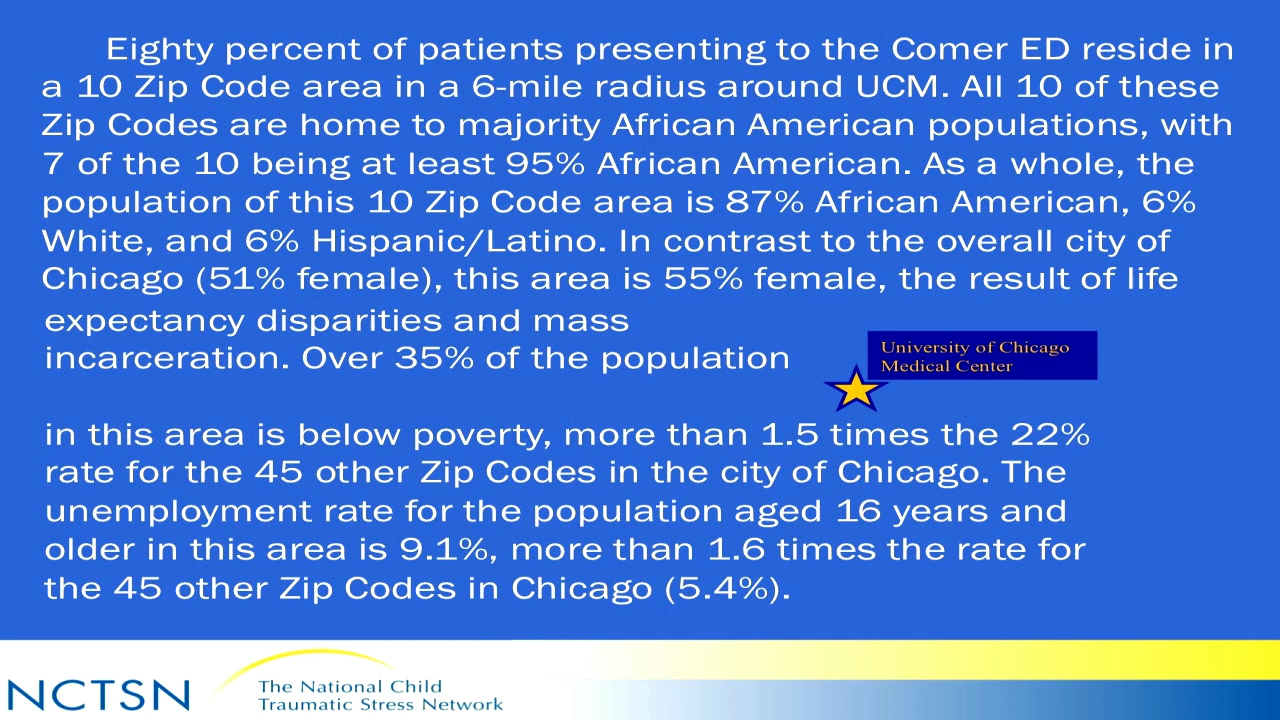 Eighty percent of patients presenting to the Comer ED reside in
a 10 Zip Code area in a 6-mile radius around UCM. All 10 of these
Zip Codes are home to majority African American populations, with
7 of the 10 being at least 95% African American. As a whole, the
population of this 10 Zip Code area is 87% African American, 6%
White, and 6% Hispanic/Latino. In contrast to the overall city of
Chicago (51% female), this area is 55% female, the result of life
expectancy disparities and mass
incarceration. Over 35% of the population
University of Chicago
Medical Center
in this area is below poverty, more than 1.5 times the 22%
rate for the 45 other Zip Codes in the city of Chicago. The
unemployment rate for the population aged 16 years and
older in this area is 9.1%, more than 1.6 times the rate for
the 45 other Zip Codes in Chicago (5.4%).
NCTSN
The National Child
Traumatic Stress Network